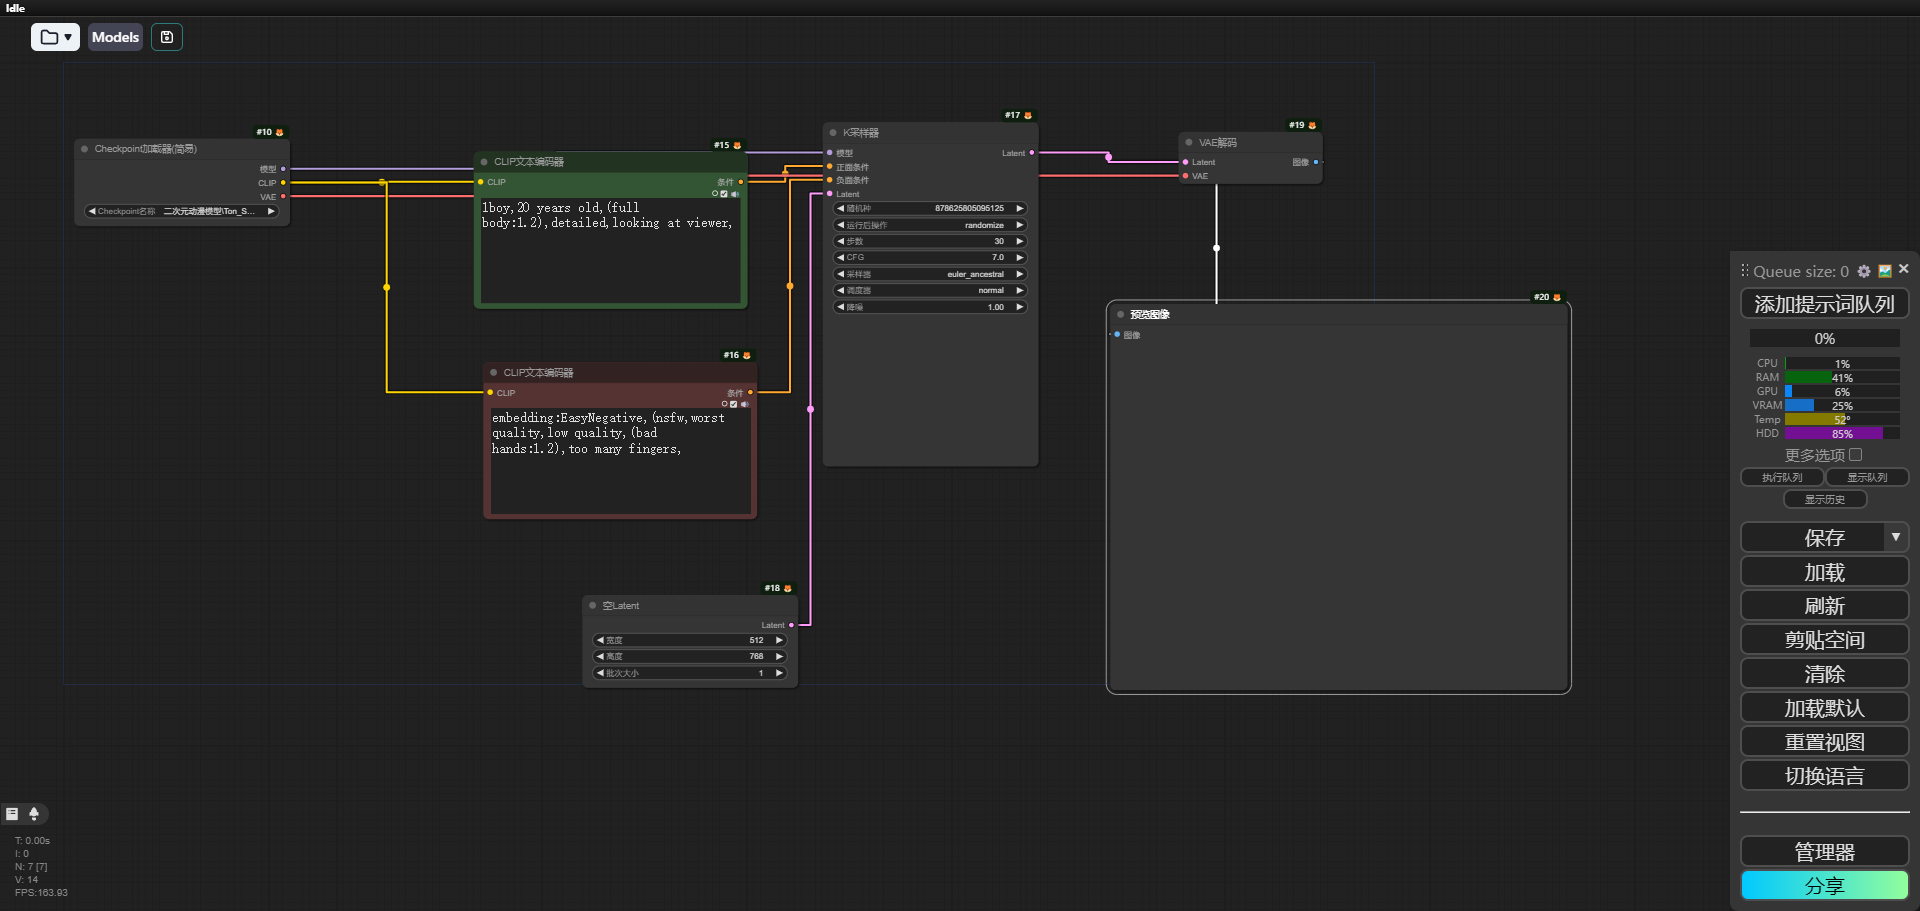 Idle
Models
#10
Checkpoint加载器(简易)
模型
CLIP
VAE
Checkpoint名称 二次元动漫模型\Ton_S...
#15
CLIP文本编码器
CLIP 条件
1boy,20 years old,(full
body:1.2),detailed,looking at viewer,
#16
CLIP文本编码器
CLIP 条件
embedding:EasyNegative,(nsfw,worst
quality,low quality,(bad
hands:1.2),too many fingers,
#18
空Latent
Latent
宽度 512
高度 768
批次大小 1
#17
K采样器
模型 Latent
正面条件
负面条件
Latent
随机种 878625805095125
运行后操作 randomize
步数 30
CFG 7.0
采样器 euler_ancestral
调度器 normal
降噪 1.00
#19
VAE解码
Latent 图像
VAE
#20
预览图像
图像
Queue size: 0
添加提示词队列
0%
CPU 1%
RAM 41%
GPU 6%
VRAM 25%
Temp 52°
HDD 85%
更多选项
执行队列 显示队列
显示历史
保存
加载
刷新
剪贴空间
清除
加载默认
重置视图
切换语言
管理器
分享
T: 0.00s
I: 0
N: 7 [7]
V: 14
FPS:163.93